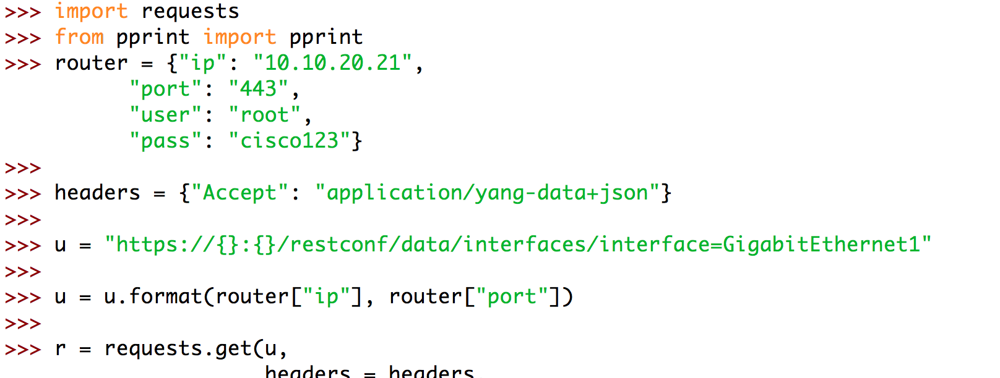 >>> import requests
>>> from pprint import pprint
>>> router = {"ip": "10.10.20.21",
"port": "443",
"user": "root",
"pass": "cisco123"}
>>>
>>> headers = {"Accept": "application/yang-data+json"}
>>>
>>> u = "https://{}:{}/restconf/data/interfaces/interface=GigabitEthernet1"
>>>
>>> u = u.format(router["ip"], router["port"])
>>>
>>> r = requests.get(u,
headers = headers,